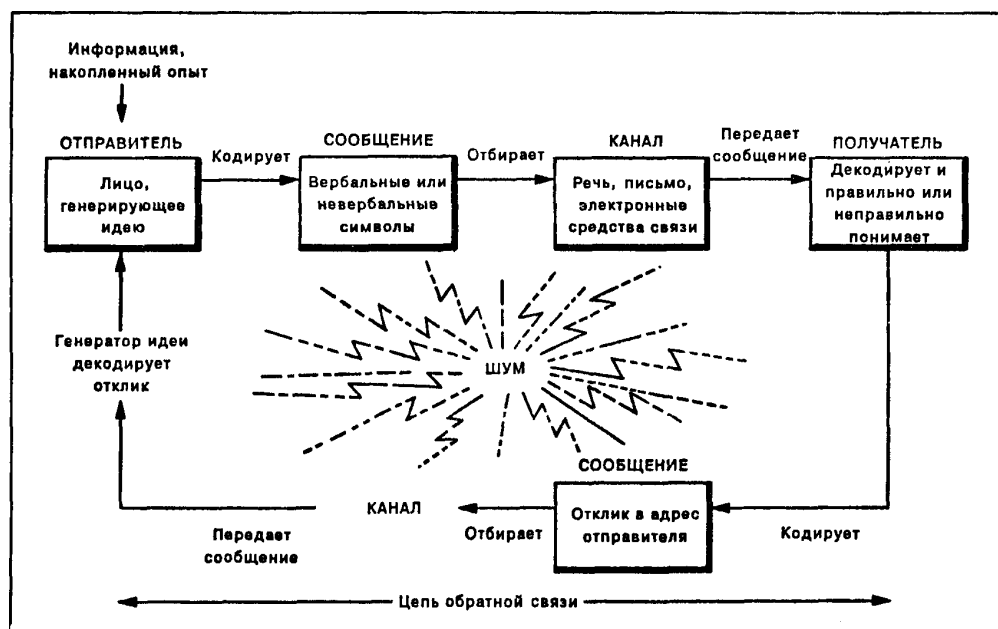 Информация,
накопленный опыт
ОТПРАВИТЕЛЬ
Лицо,
генерирующее
идею
Кодирует
СООБЩЕНИЕ
Вербальные или
невербальные
символы
Отбирает
КАНАЛ
Речь, письмо,
электронные
средства связи
Передает
сообщение
ПОЛУЧАТЕЛЬ
Декодирует и
правильно или
неправильно
понимает
Генератор идеи
декодирует
отклик
ШУМ
СООБЩЕНИЕ
Отклик в адрес
отправителя
Кодирует
Отбирает
КАНАЛ
Передает
сообщение
Цепь обратной связи